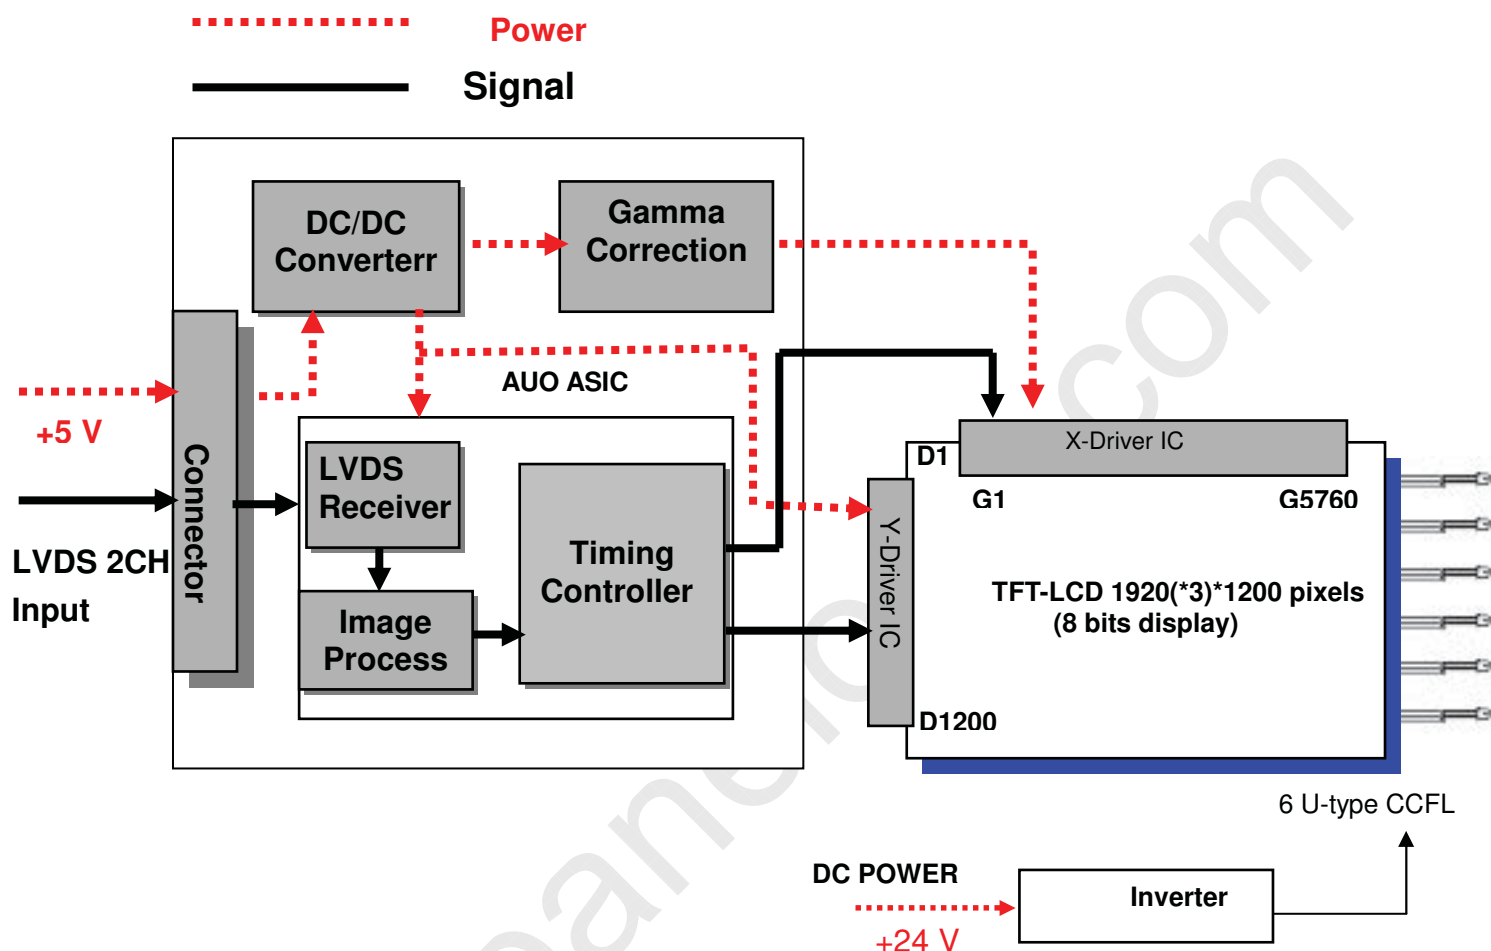 Power
Signal
DC/DC
Converterr
Gamma
Correction
AUO ASIC
+5 V
Connector
LVDS 2CH
Input
LVDS
Receiver
Image
Process
Timing
Controller
X-Driver IC
D1
G1
G5760
Y-Driver IC
TFT-LCD 1920(*3)*1200 pixels
(8 bits display)
D1200
6 U-type CCFL
DC POWER
+24 V
Inverter